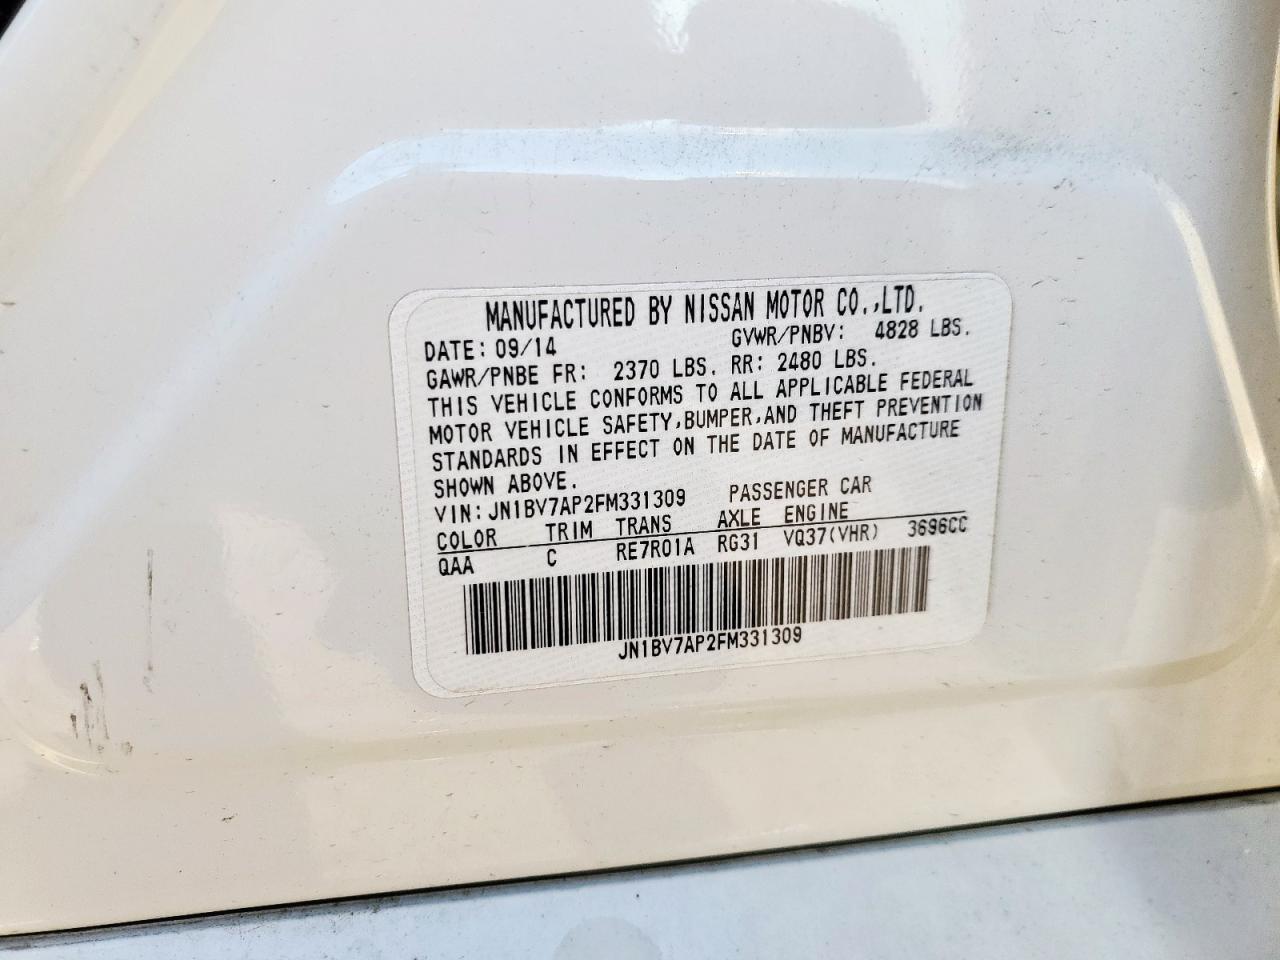 MANUFACTURED BY NISSAN MOTOR CO.,LTD.
DATE: 09/14 GVWR/PNBV: 4828 LBS.
GAWR/PNBE FR: 2370 LBS. RR: 2480 LBS.
THIS VEHICLE CONFORMS TO ALL APPLICABLE FEDERAL
MOTOR VEHICLE SAFETY,BUMPER,AND THEFT PREVENTION
STANDARDS IN EFFECT ON THE DATE OF MANUFACTURE
SHOWN ABOVE.
VIN: JN1BV7AP2FM331309 PASSENGER CAR
COLOR TRIM TRANS AXLE ENGINE
QAA C RE7R01A RG31 VQ37(VHR) 3696CC
JN1BV7AP2FM331309